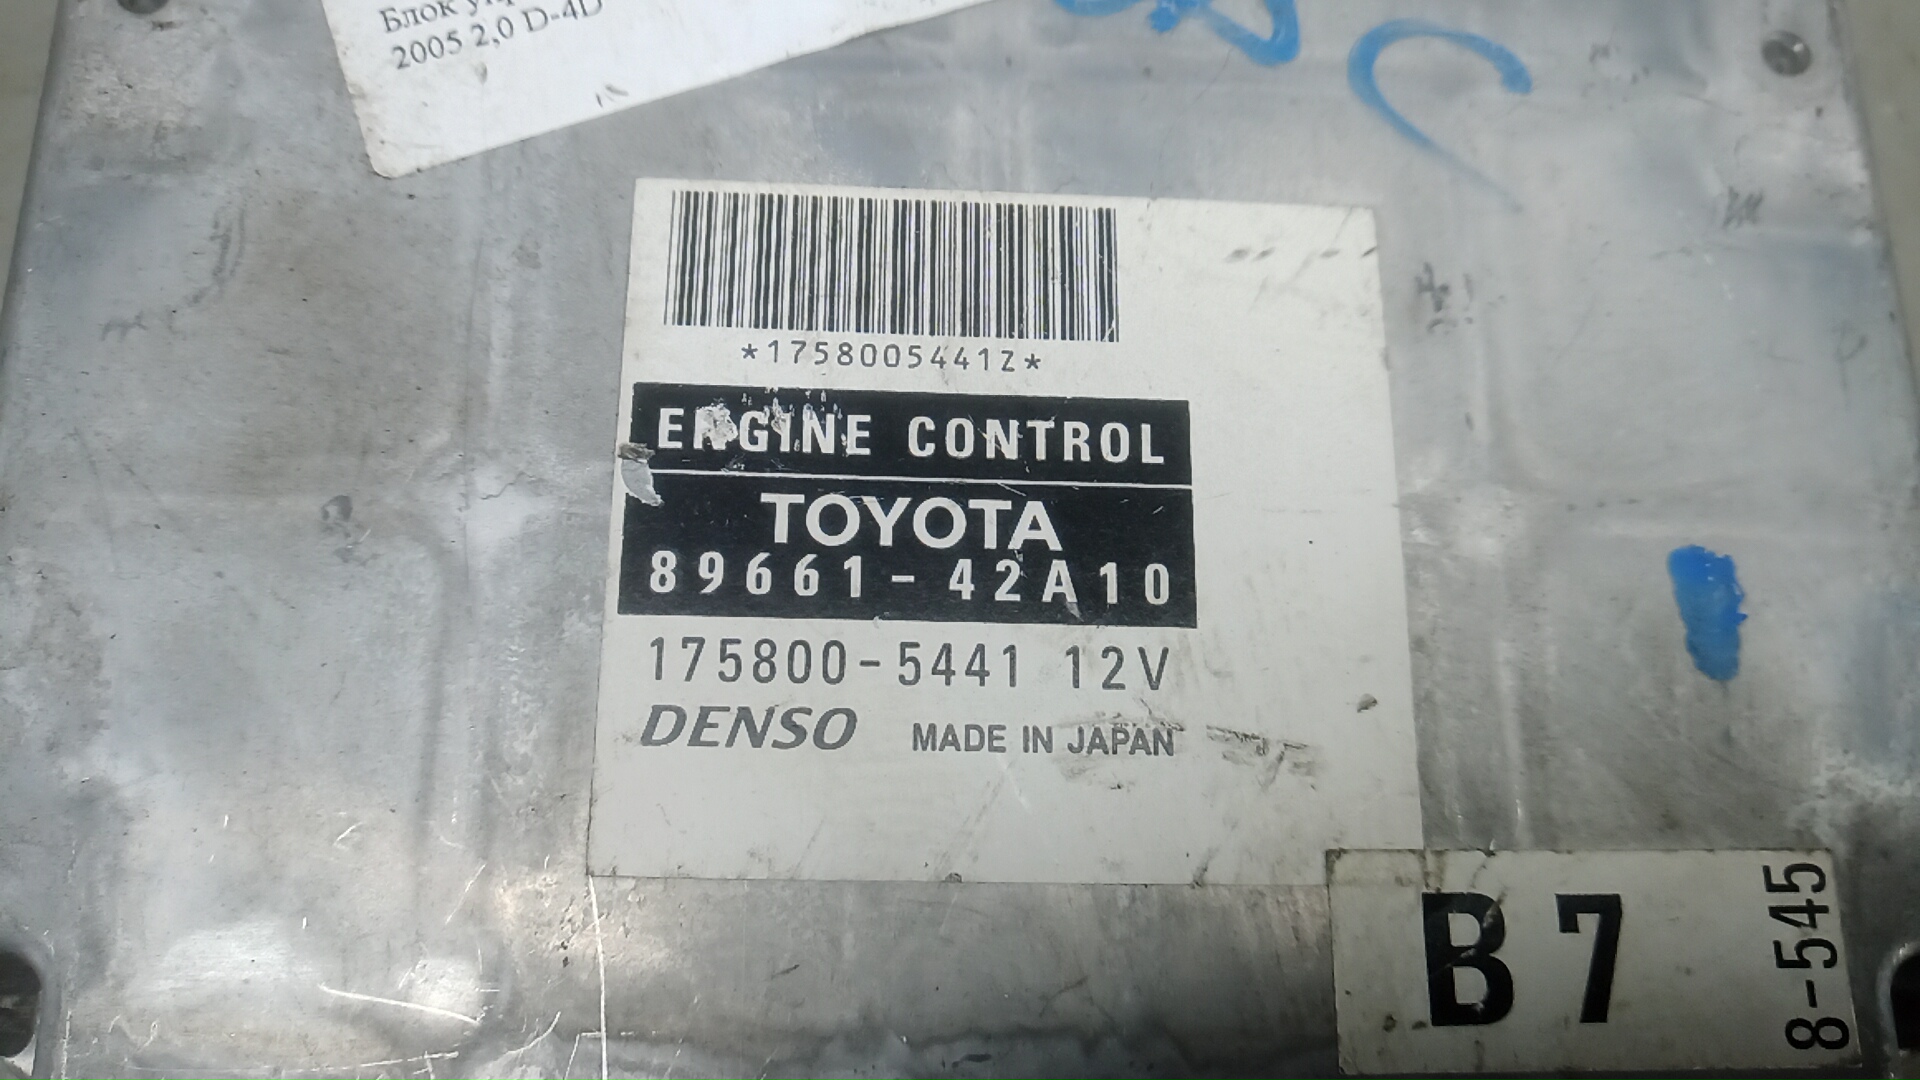 Блок
2005 2,0 D-4D
*1758005441Z*
ENGINE CONTROL
TOYOTA
89661-42A10
175800-5441 12V
DENSO MADE IN JAPAN
B7
8-545